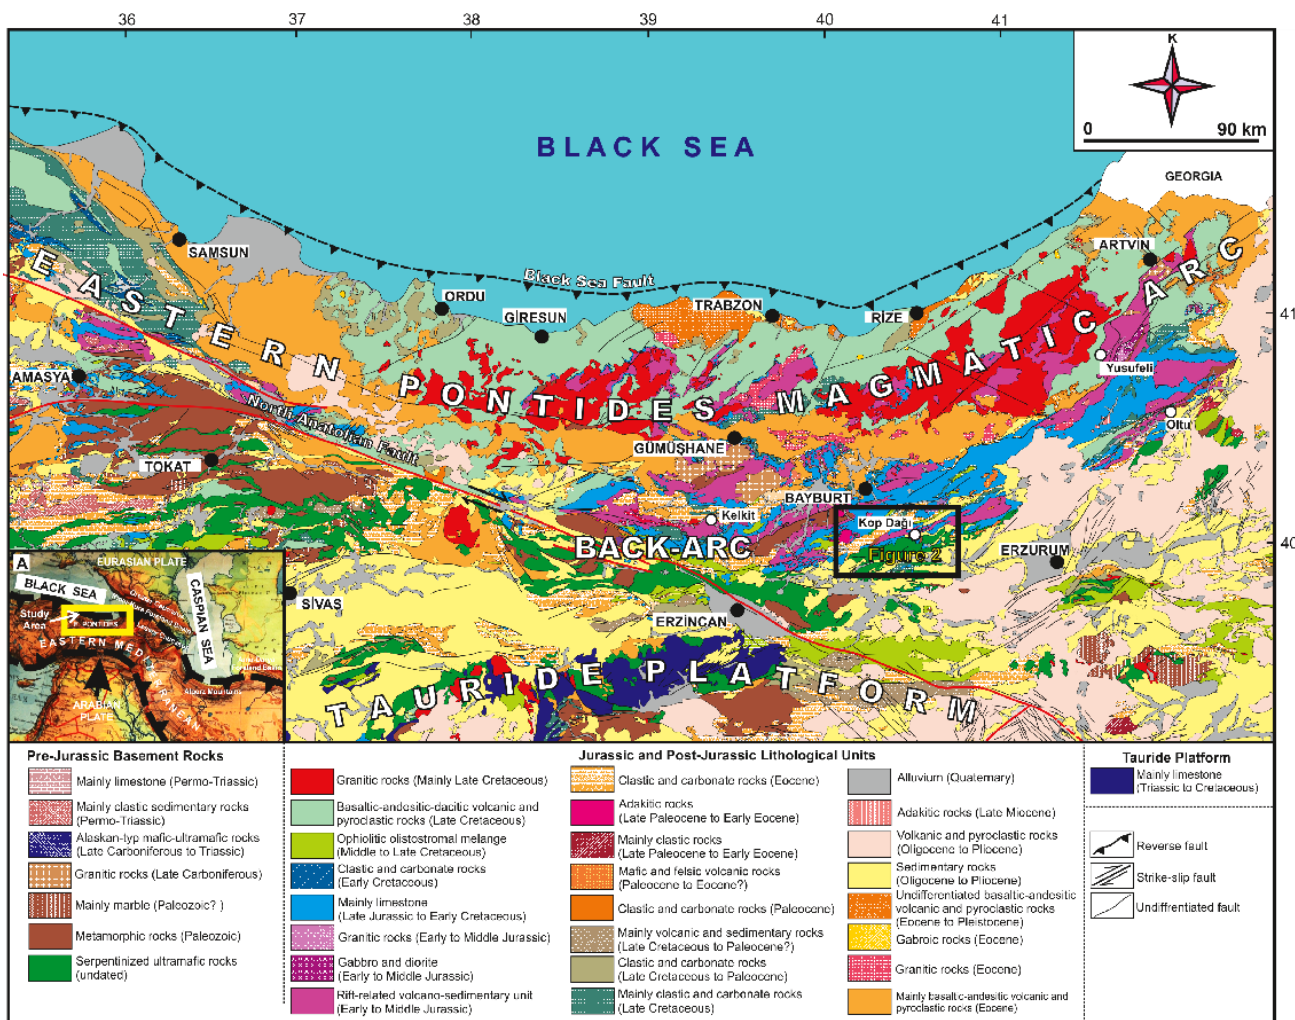 36
37
38
39
40
41
K
0
90 km
BLACK SEA
GEORGIA
ARTVİN
SAMSUN
Black Sea Fault
ORDU
TRABZON
GİRESUN
RİZE
41
EASTERN PONTIDES MAGMATIC ARC
Yusufeli
AMASYA
Oltu
North Anatolian Fault
GÜMÜŞHANE
TOKAT
BAYBURT
Kelkit
Kop Dağı
BACK-ARC
Figure 2
ERZURUM
40
A
EURASIAN PLATE
BLACK SEA
CASPIAN SEA
Study
Area
PONTIDES
EASTERN MEDITERRANEAN
ARABIAN
PLATE
SİVAS
ERZİNCAN
TAURIDE PLATFORM
Pre-Jurassic Basement Rocks
Mainly limestone (Permo-Triassic)
Mainly clastic sedimentary rocks
(Permo-Triassic)
Alaskan-typ mafic-ultramafic rocks
(Late Carboniferous to Triassic)
Granitic rocks (Late Carboniferous)
Mainly marble (Paleozoic? )
Metamorphic rocks (Paleozoic)
Serpentinized ultramafic rocks
(undated)
Jurassic and Post-Jurassic Lithological Units
Granitic rocks (Mainly Late Cretaceous)
Basaltic-andesitic-dacitic volcanic and
pyroclastic rocks (Late Cretaceous)
Ophiolitic olistostromal melange
(Middle to Late Cretaceous)
Clastic and carbonate rocks
(Early Cretaceous)
Mainly limestone
(Late Jurassic to Early Cretaceous)
Granitic rocks (Early to Middle Jurassic)
Gabbro and diorite
(Early to Middle Jurassic)
Rift-related volcano-sedimentary unit
(Early to Middle Jurassic)
Clastic and carbonate rocks (Eocene)
Adakitic rocks
(Late Paleocene to Early Eocene)
Mainly clastic rocks
(Late Paleocene to Early Eocene)
Mafic and felsic volcanic rocks
(Paleocene to Eocene?)
Clastic and carbonate rocks (Paleocene)
Mainly volcanic and sedimentary rocks
(Late Cretaceous to Paleocene?)
Clastic and carbonate rocks
(Late Cretaceous to Paleocene)
Mainly clastic and carbonate rocks
(Late Cretaceous)
Alluvium (Quaternary)
Adakitic rocks (Late Miocene)
Volkanic and pyroclastic rocks
(Oligocene to Pliocene)
Sedimentary rocks
(Oligocene to Pliocene)
Undifferentiated basaltic-andesitic
volcanic and pyroclastic rocks
(Eocene to Pleistocene)
Gabroic rocks (Eocene)
Granitic rocks (Eocene)
Mainly basaltic-andesitic volcanic and
pyroclastic rocks (Eocene)
Tauride Platform
Mainly limestone
(Triassic to Cretaceous)
Reverse fault
Strike-slip fault
Undiffrentiated fault